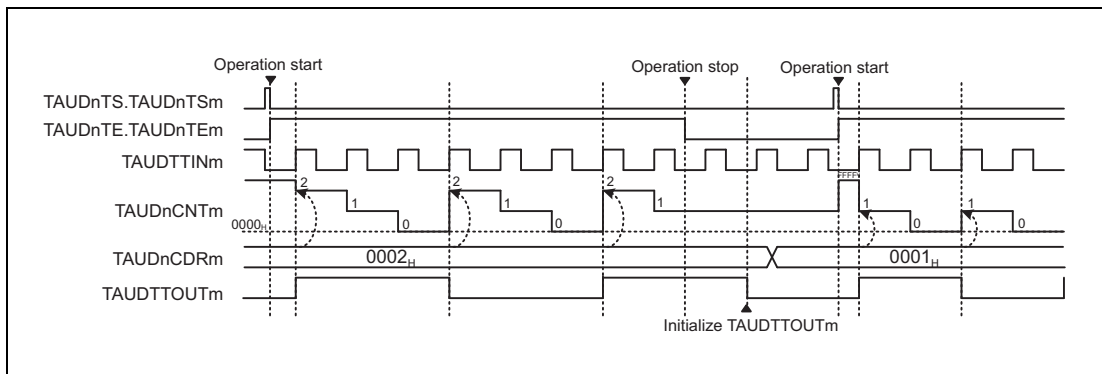 Operation start
Operation stop
Operation start
TAUDnTS.TAUDnTSm
TAUDnTE.TAUDnTEm
TAUDTTINm
TAUDnCNTm
0000H
2
1
0
2
1
0
2
1
FFFF
1
0
1
0
TAUDnCDRm
0002H
0001H
TAUDTTOUTm
Initialize TAUDTTOUTm